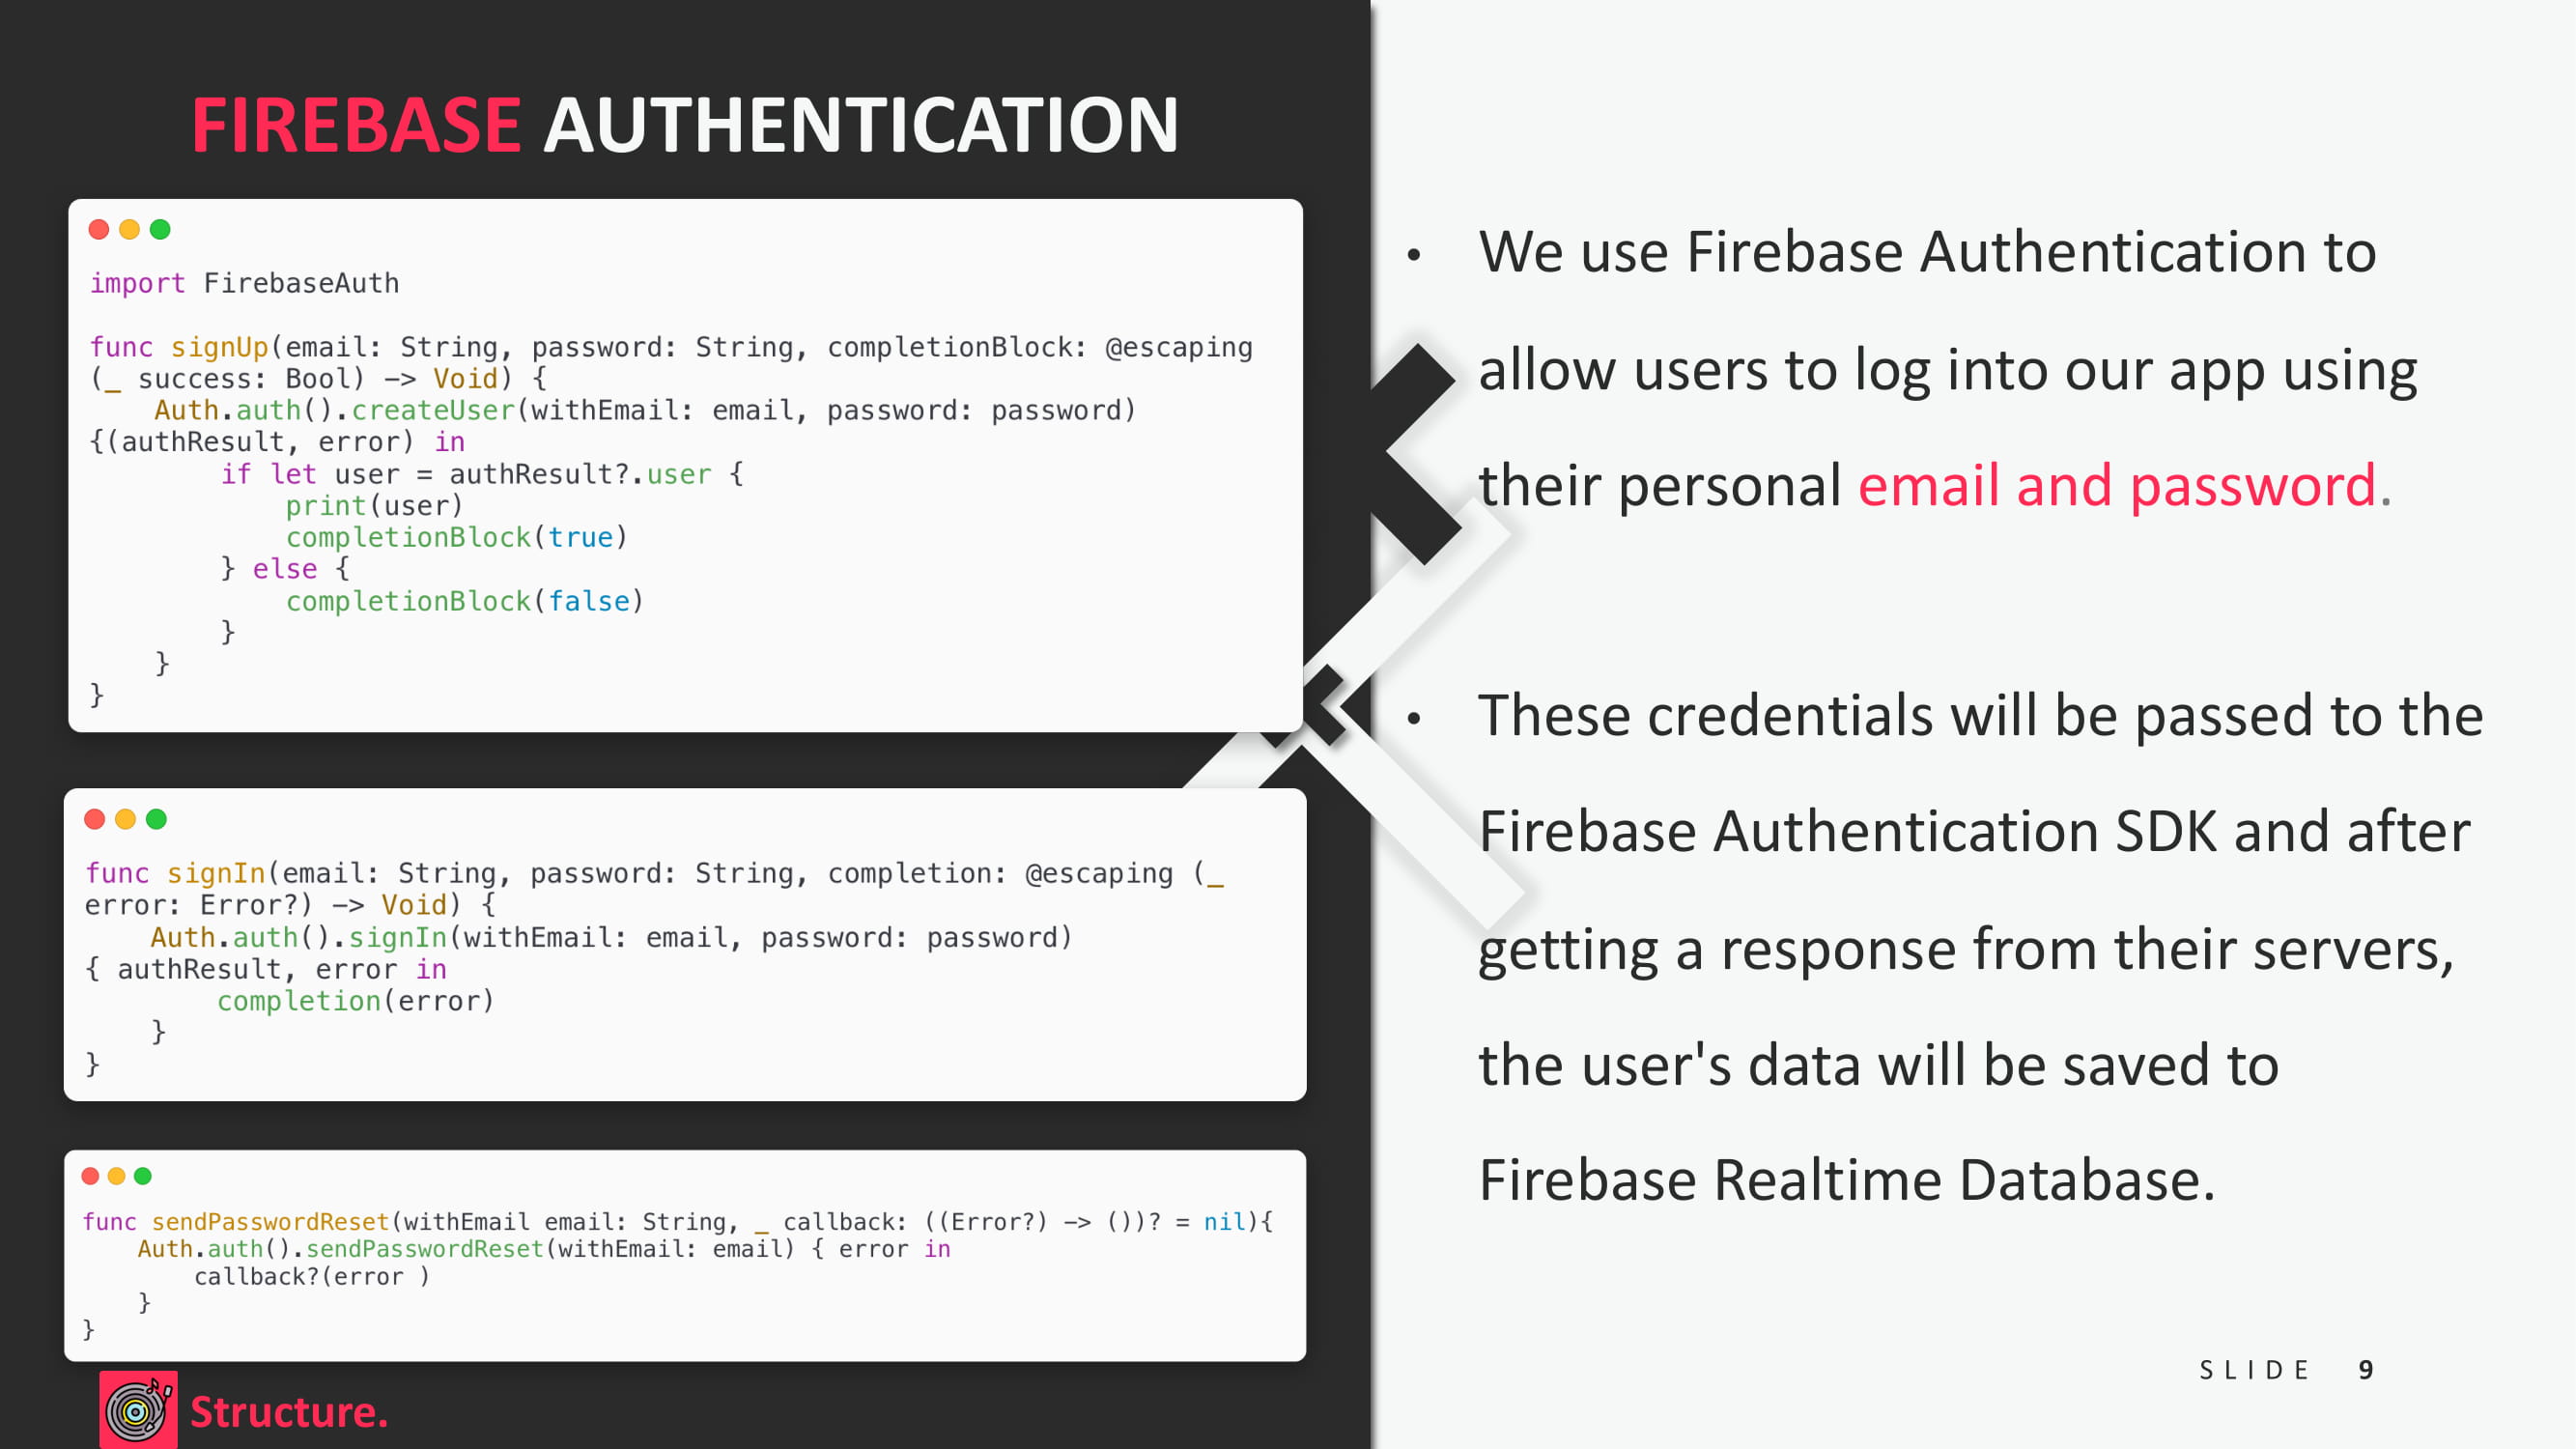 FIREBASE AUTHENTICATION
import FirebaseAuth
func signUp(email: String, password: String, completionBlock: @escaping
(_ success: Bool) -> Void) {
    Auth.auth().createUser(withEmail: email, password: password)
{(authResult, error) in
        if let user = authResult?.user {
            print(user)
            completionBlock(true)
        } else {
            completionBlock(false)
        }
    }
}
func signIn(email: String, password: String, completion: @escaping (_
error: Error?) -> Void) {
    Auth.auth().signIn(withEmail: email, password: password)
{ authResult, error in
        completion(error)
    }
}
func sendPasswordReset(withEmail email: String, _ callback: ((Error?) -> ())? = nil){
    Auth.auth().sendPasswordReset(withEmail: email) { error in
        callback?(error )
    }
}
Structure.
• We use Firebase Authentication to
allow users to log into our app using
their personal email and password.
• These credentials will be passed to the
Firebase Authentication SDK and after
getting a response from their servers,
the user's data will be saved to
Firebase Realtime Database.
SLIDE 9